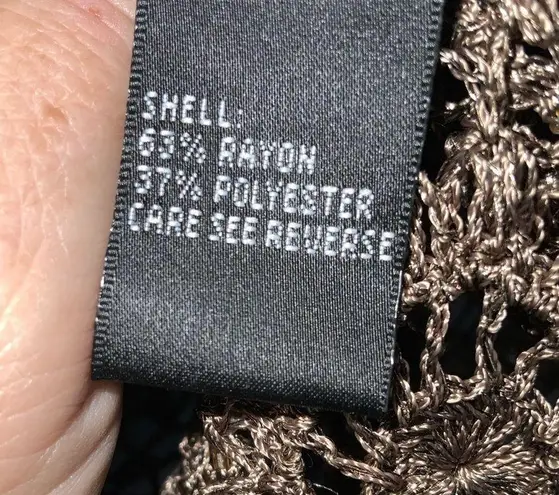 SHELL:
63% RAYON
37% POLYESTER
CARE SEE REVERSE